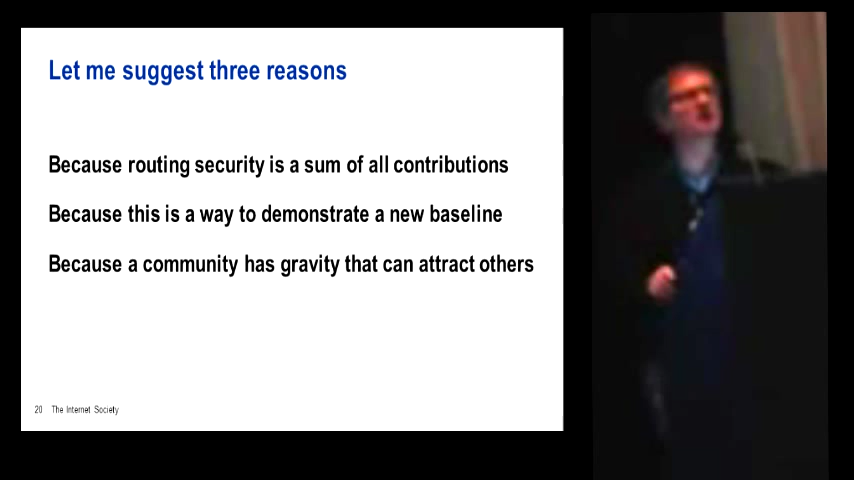 Let me suggest three reasons
Because routing security is a sum of all contributions
Because this is a way to demonstrate a new baseline
Because a community has gravity that can attract others
20 The Internet Society